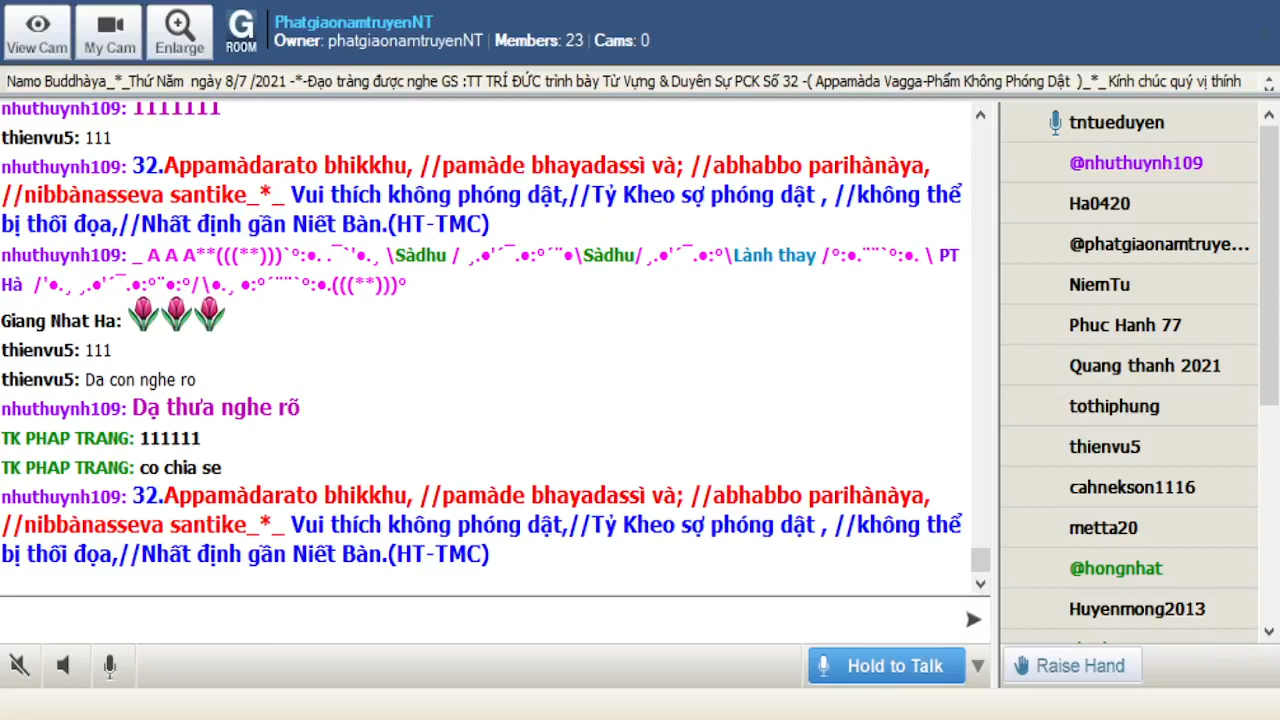 View Cam
My Cam
Enlarge
G
ROOM
PhatgiaonamtruyenNT
Owner: phatgiaonamtruyenNT | Members: 23 | Cams: 0
Namo Buddhàya_*_Thứ Năm ngày 8/7 /2021 -*-Đạo tràng được nghe GS :TT TRÍ ĐỨC trình bày Từ Vựng & Duyên Sự PCK Số 32 -( Appamàda Vagga-Phẩm Không Phóng Dật )_*_ Kính chúc quý vị thính
nhuthuynh109: 1111111
thienvu5: 111
nhuthuynh109: 32.Appamàdarato bhikkhu, //pamàde bhayadassì và; //abhabbo parihànàya,
//nibbànasseva santike_*_ Vui thích không phóng dật,//Tỷ Kheo sợ phóng dật , //không thể
bị thối đọa,//Nhất định gần Niết Bàn.(HT-TMC)
nhuthuynh109: _ A A A**(((**)))`°:•. .¯`'•.¸ \Sàdhu / ¸.•'´¯.•:°´¨•\Sàdhu/¸.•'´¯.•:°\Lành thay /°:•.¨¨`°:•. \ PT
Hà /'•.¸ ¸.•'´¯.•:°¨•:°/\•.¸ •:°´¨¨`°:•.(((**)))°
Giang Nhat Ha:
thienvu5: 111
thienvu5: Da con nghe ro
nhuthuynh109: Dạ thưa nghe rõ
TK PHAP TRANG: 111111
TK PHAP TRANG: co chia se
nhuthuynh109: 32.Appamàdarato bhikkhu, //pamàde bhayadassì và; //abhabbo parihànàya,
//nibbànasseva santike_*_ Vui thích không phóng dật,//Tỷ Kheo sợ phóng dật , //không thể
bị thối đọa,//Nhất định gần Niết Bàn.(HT-TMC)
tntueduyen
@nhuthuynh109
Ha0420
@phatgiaonamtruye...
NiemTu
Phuc Hanh 77
Quang thanh 2021
tothiphung
thienvu5
cahnekson1116
metta20
@hongnhat
Huyenmong2013
Hold to Talk
Raise Hand